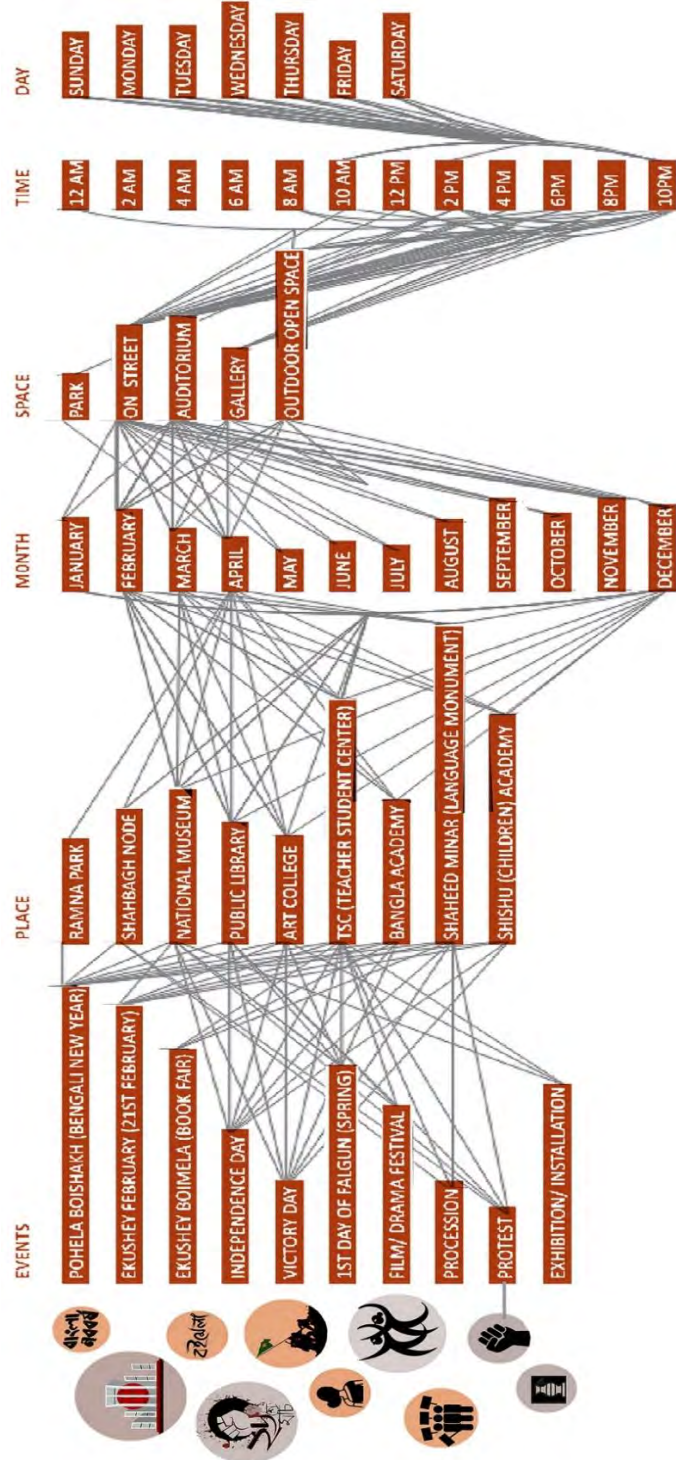 EVENTS
POHELA BOISHAKH (BENGALI NEW YEAR)
EKUSHEY FEBRUARY (21ST FEBRUARY)
EKUSHEY BOIMELA (BOOK FAIR)
INDEPENDENCE DAY
VICTORY DAY
1ST DAY OF FALGUN (SPRING)
FILM/ DRAMA FESTIVAL
PROCESSION
PROTEST
EXHIBITION/ INSTALLATION
PLACE
RAMNA PARK
SHAHBAGH NODE
NATIONAL MUSEUM
PUBLIC LIBRARY
ART COLLEGE
TSC (TEACHER STUDENT CENTER)
BANGLA ACADEMY
SHAHEED MINAR (LANGUAGE MONUMENT)
SHISHU (CHILDREN) ACADEMY
MONTH
JANUARY
FEBRUARY
MARCH
APRIL
MAY
JUNE
JULY
AUGUST
SEPTEMBER
OCTOBER
NOVEMBER
DECEMBER
SPACE
PARK
ON STREET
AUDITORIUM
GALLERY
OUTDOOR OPEN SPACE
TIME
12 AM
2 AM
4 AM
6 AM
8 AM
10 AM
12 PM
2 PM
4 PM
6PM
8PM
10PM
DAY
SUNDAY
MONDAY
TUESDAY
WEDNESDAY
THURSDAY
FRIDAY
SATURDAY